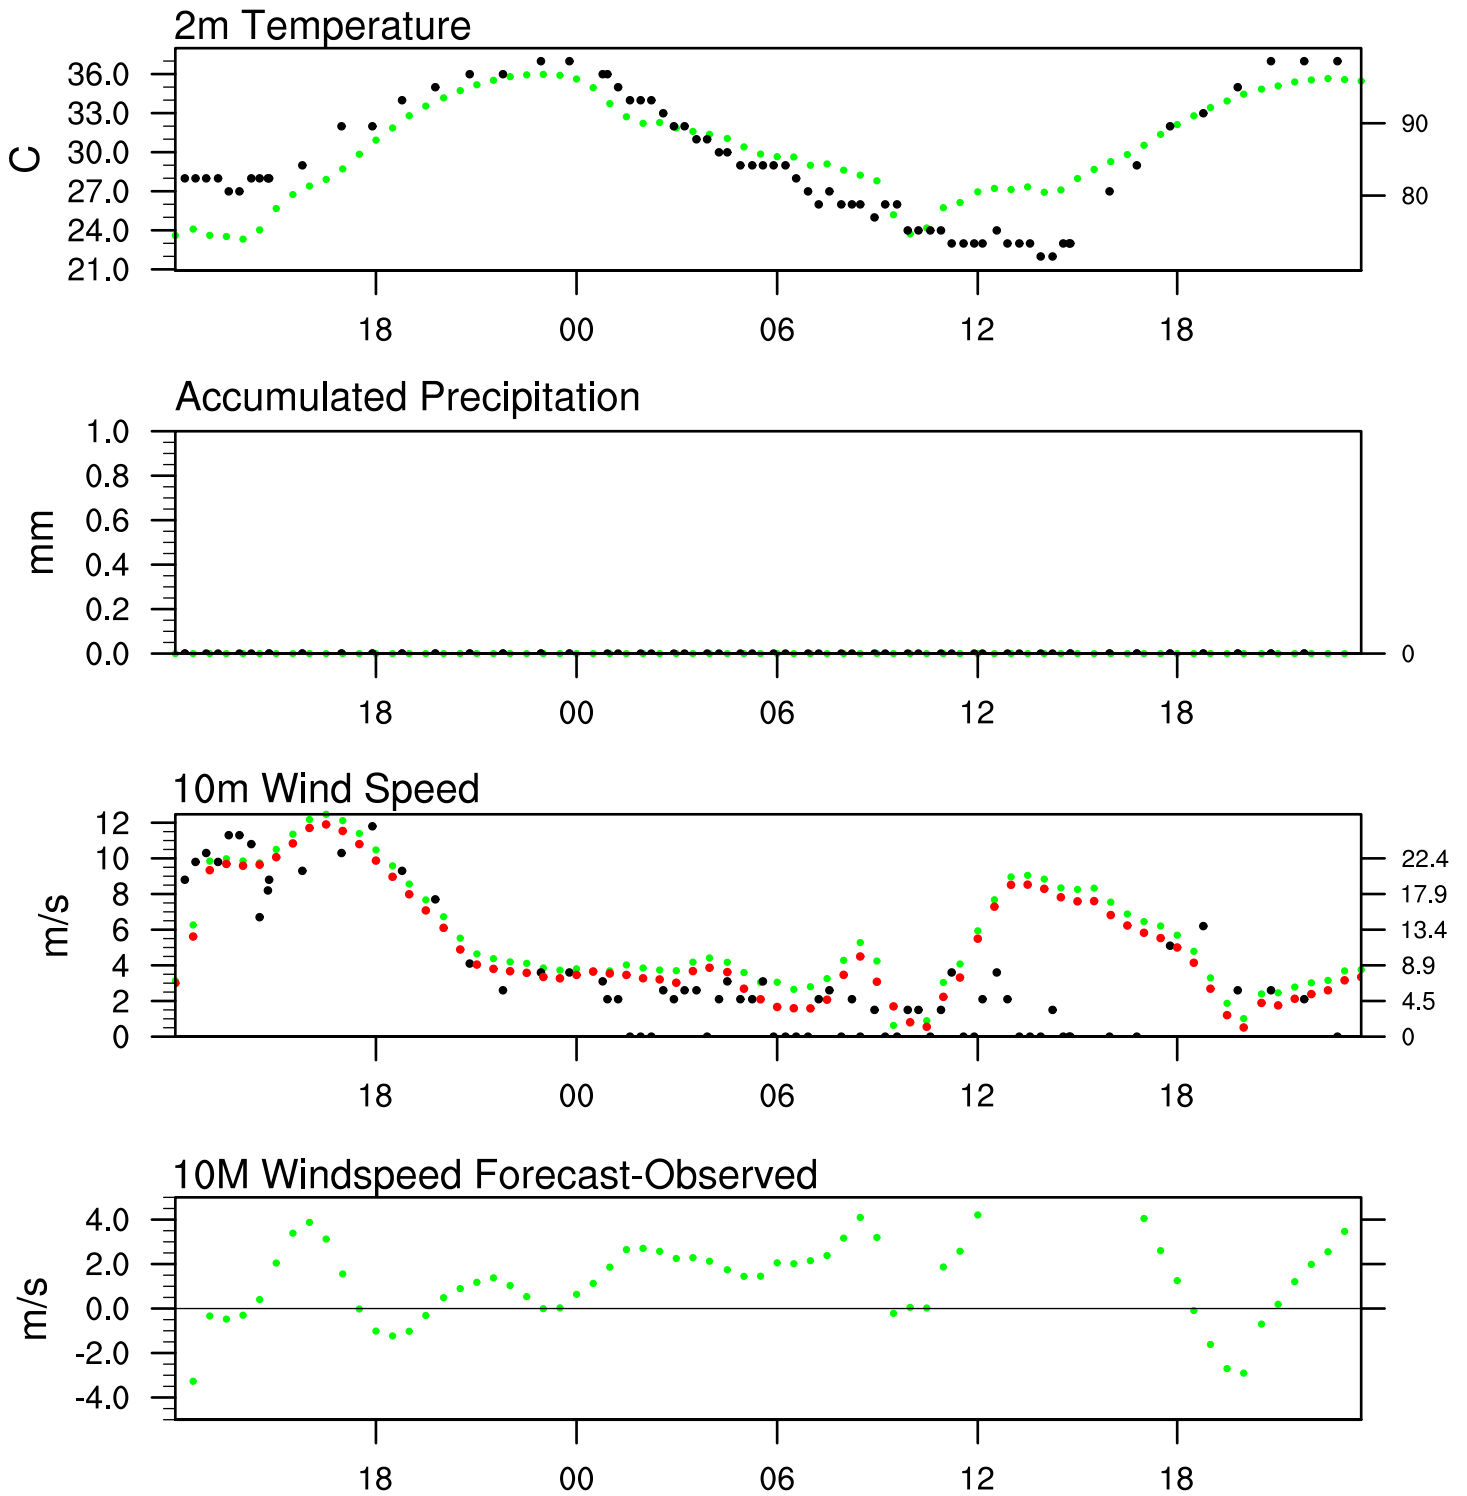 2m Temperature
36.0
33.0
30.0
27.0
24.0
21.0
C
90
80
18 00 06 12 18
Accumulated Precipitation
1.0
0.8
0.6
0.4
0.2
0.0
mm
0
18 00 06 12 18
10m Wind Speed
12
10
8
6
4
2
0
m/s
22.4
17.9
13.4
8.9
4.5
0
18 00 06 12 18
10M Windspeed Forecast-Observed
4.0
2.0
0.0
-2.0
-4.0
m/s
18 00 06 12 18